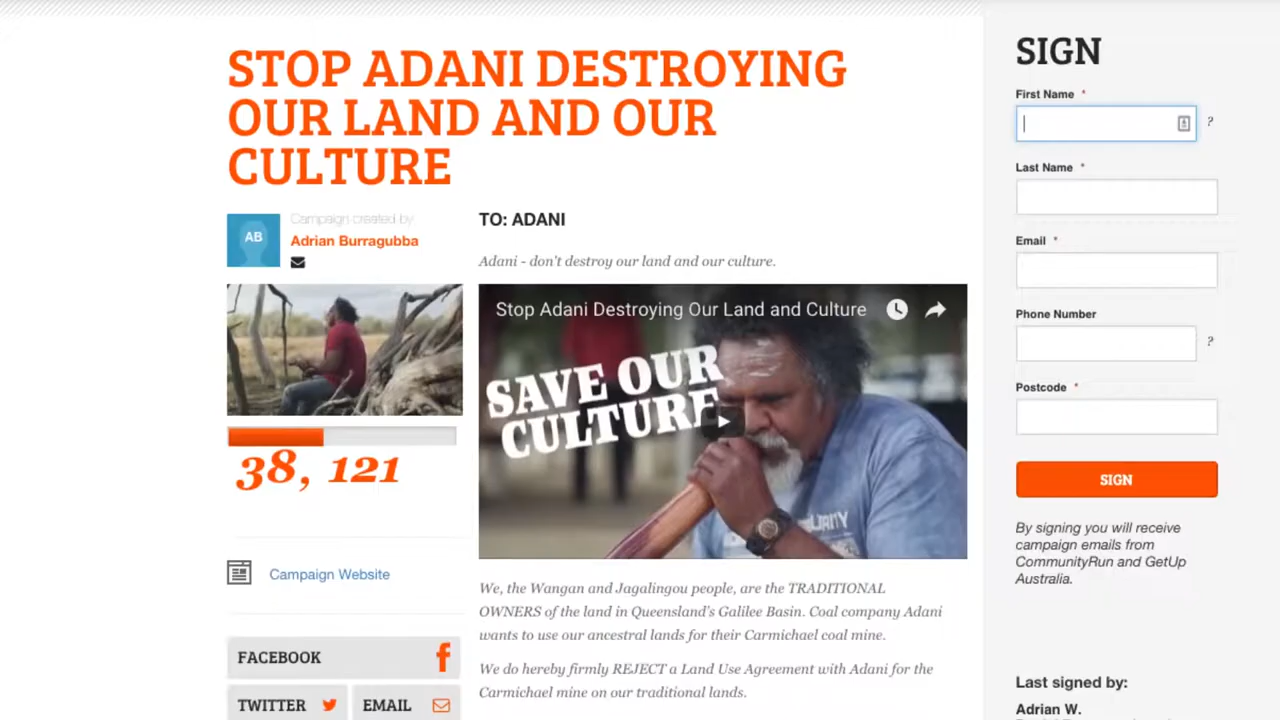 STOP ADANI DESTROYING
OUR LAND AND OUR
CULTURE
AB
Campaign created by
Adrian Burragubba
38, 121
Campaign Website
FACEBOOK
TWITTER
EMAIL
TO: ADANI
Adani - don't destroy our land and our culture.
Stop Adani Destroying Our Land and Culture
SAVE OUR
CULTURE
We, the Wangan and Jagalingou people, are the TRADITIONAL
OWNERS of the land in Queensland's Galilee Basin. Coal company Adani
wants to use our ancestral lands for their Carmichael coal mine.
We do hereby firmly REJECT a Land Use Agreement with Adani for the
Carmichael mine on our traditional lands.
SIGN
First Name *
?
Last Name *
Email *
Phone Number
?
Postcode *
SIGN
By signing you will receive
campaign emails from
CommunityRun and GetUp
Australia.
Last signed by:
Adrian W.